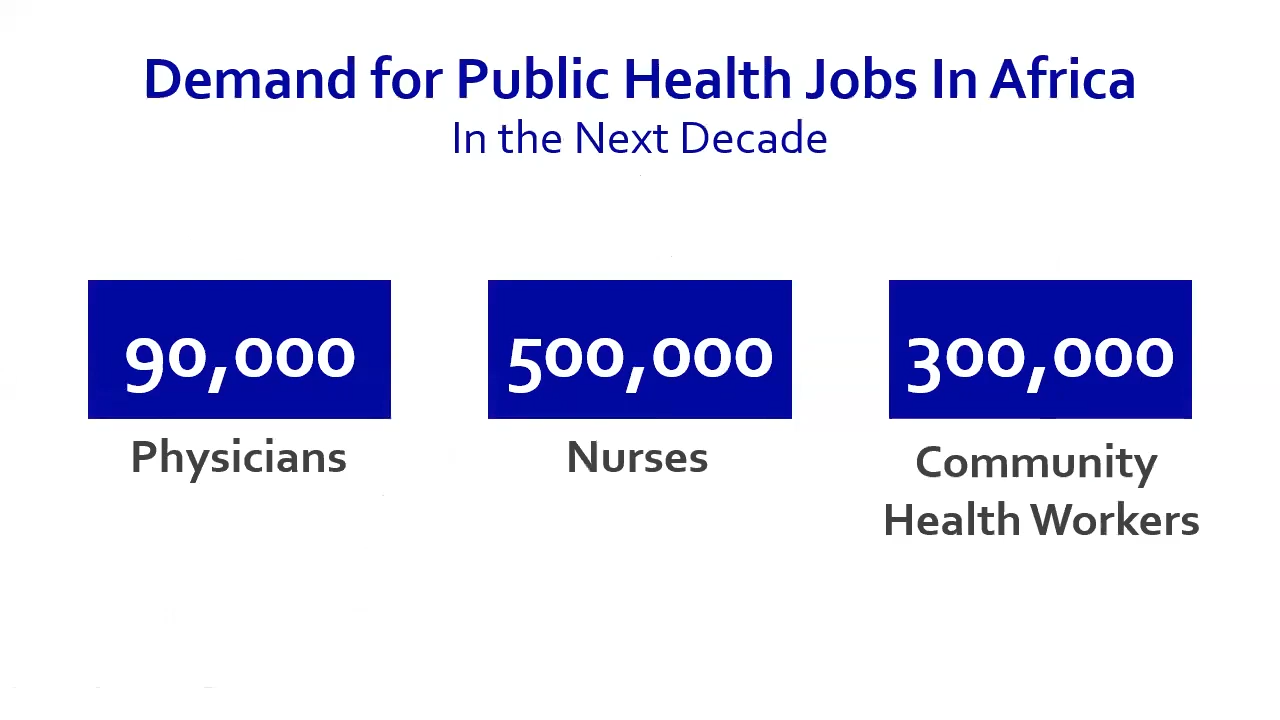 Demand for Public Health Jobs In Africa
In the Next Decade
90,000
500,000
300,000
Physicians
Nurses
Community
Health Workers